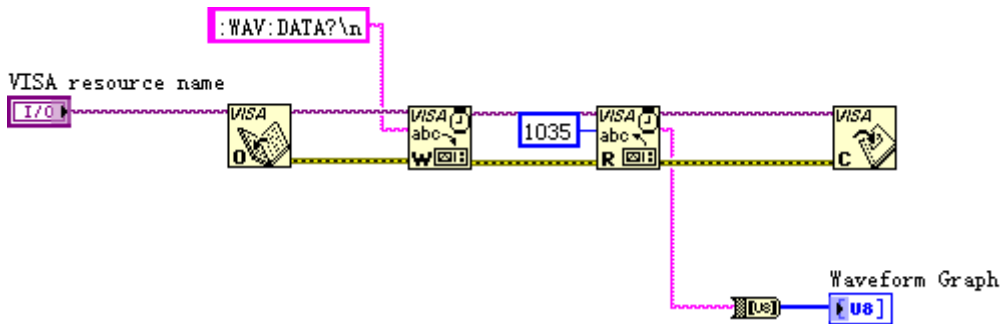 :WAV:DATA?\n
VISA resource name
I/O
VISA
O
VISA
abc
W
1035
VISA
abc
R
VISA
C
[U8]
Waveform Graph
[U8]